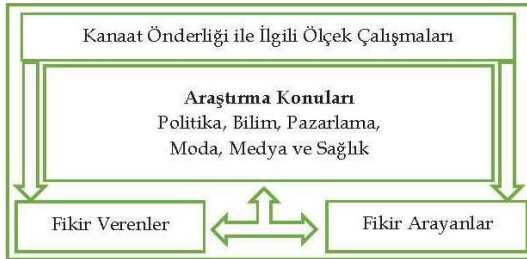 Kanaat Önderliği ile İlgili Ölçek Çalışmaları
Araştırma Konuları
Politika, Bilim, Pazarlama,
Moda, Medya ve Sağlık
Fikir Verenler
Fikir Arayanlar